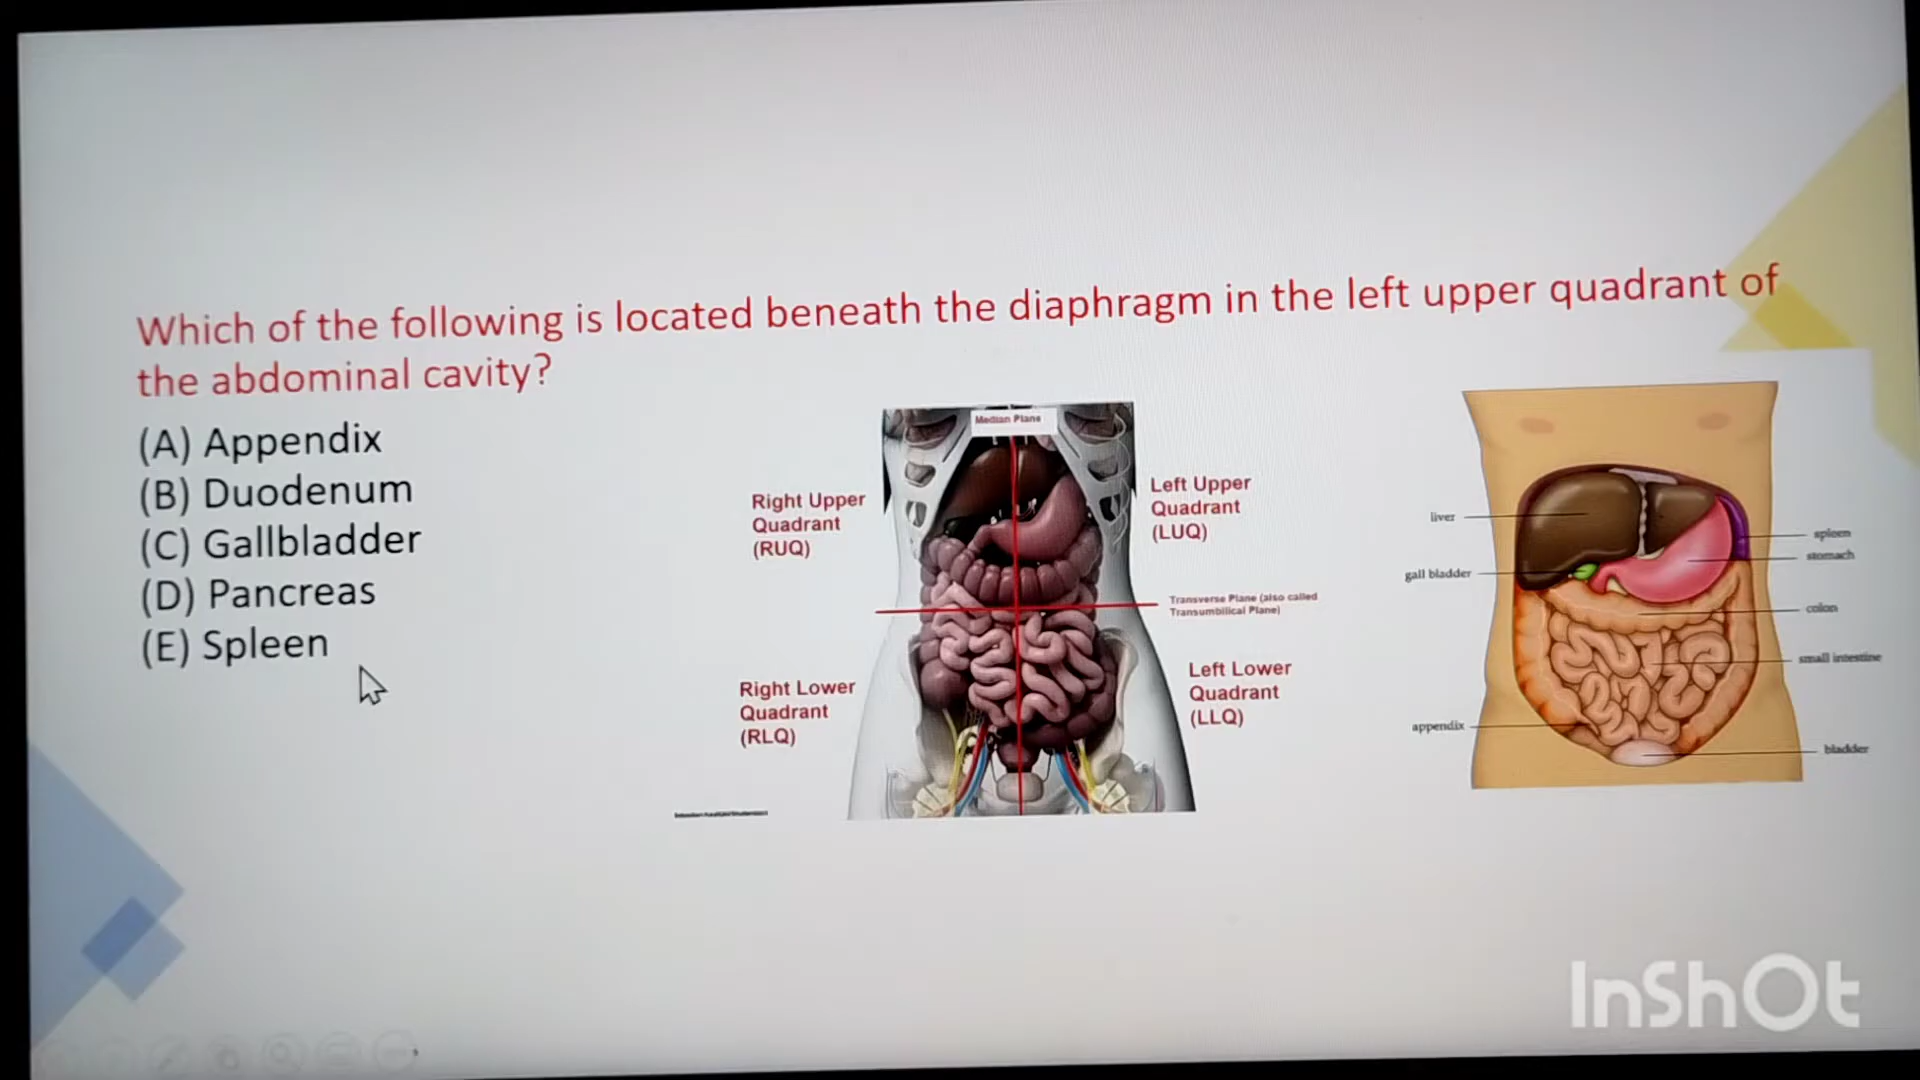 Which of the following is located beneath the diaphragm in the left upper quadrant of
the abdominal cavity?
(A) Appendix
(B) Duodenum
(C) Gallbladder
(D) Pancreas
(E) Spleen
Median Plane
Right Upper
Quadrant
(RUQ)
Left Upper
Quadrant
(LUQ)
Transverse Plane (also called
Transumbilical Plane)
Right Lower
Quadrant
(RLQ)
Left Lower
Quadrant
(LLQ)
liver
gall bladder
appendix
spleen
stomach
colon
small intestine
bladder
InShOt